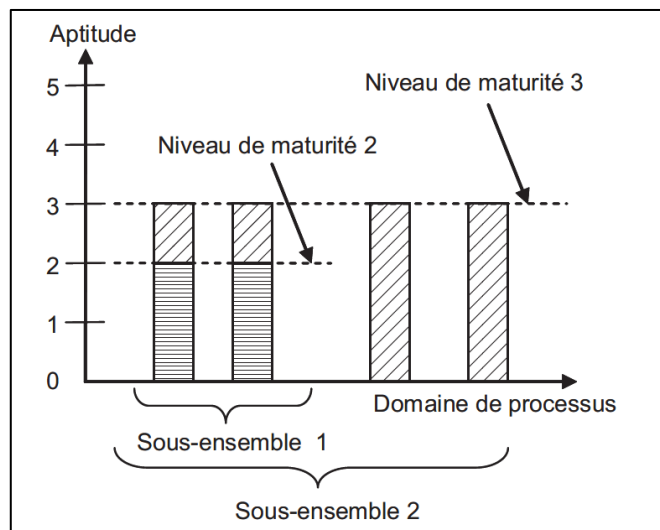 Aptitude
5
Niveau de maturité 3
4
Niveau de maturité 2
3
2
1
0
Domaine de processus
Sous-ensemble 1
Sous-ensemble 2